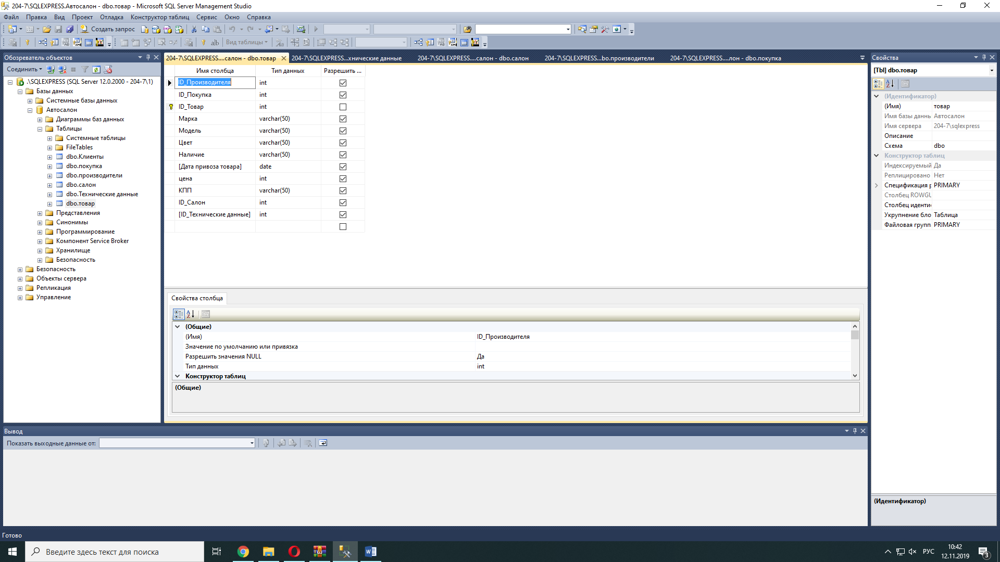 204-7\SQLEXPRESS.Автосалон - dbo.товар - Microsoft SQL Server Management Studio
Файл Правка Вид Проект Отладка Конструктор таблиц Сервис Окно Справка
Создать запрос
Вид таблицы
Обозреватель объектов
Соединить
.\SQLEXPRESS (SQL Server 12.0.2000 - 204-7\1)
Базы данных
Системные базы данных
Автосалон
Диаграммы баз данных
Таблицы
Системные таблицы
FileTables
dbo.Клиенты
dbo.покупка
dbo.производители
dbo.салон
dbo.Технические данные
dbo.товар
Представления
Синонимы
Программирование
Компонент Service Broker
Хранилище
Безопасность
Безопасность
Объекты сервера
Репликация
Управление
204-7\SQLEXPRESS....салон - dbo.товар 204-7\SQLEXPRESS...хнические данные 204-7\SQLEXPRESS....салон - dbo.салон 204-7\SQLEXPRESS...bo.производители 204-7\SQLEXPRESS....лон - dbo.покупка
Имя столбца Тип данных Разрешить ...
ID_Производителя int
ID_Покупка int
ID_Товар int
Марка varchar(50)
Модель varchar(50)
Цвет varchar(50)
Наличие varchar(50)
[Дата привоза товара] date
цена int
КПП varchar(50)
ID_Салон int
[ID_Технические данные] int
Свойства столбца
(Общие)
(Имя) ID_Производителя
Значение по умолчанию или привязка
Разрешить значения NULL Да
Тип данных int
Конструктор таблиц
(Общие)
Свойства
[Tbl] dbo.товар
(Идентификатор)
(Имя) товар
Имя базы данны Автосалон
Имя сервера 204-7\sqlexpress
Описание
Схема dbo
Конструктор таблиц
Индексируемый Да
Реплицировано Нет
Спецификация р PRIMARY
Столбец ROWGU
Столбец иденти
Укрупнение бло Таблица
Файловая групп PRIMARY
(Идентификатор)
Вывод
Показать выходные данные от:
Готово
Введите здесь текст для поиска
РУС
10:42
12.11.2019
3